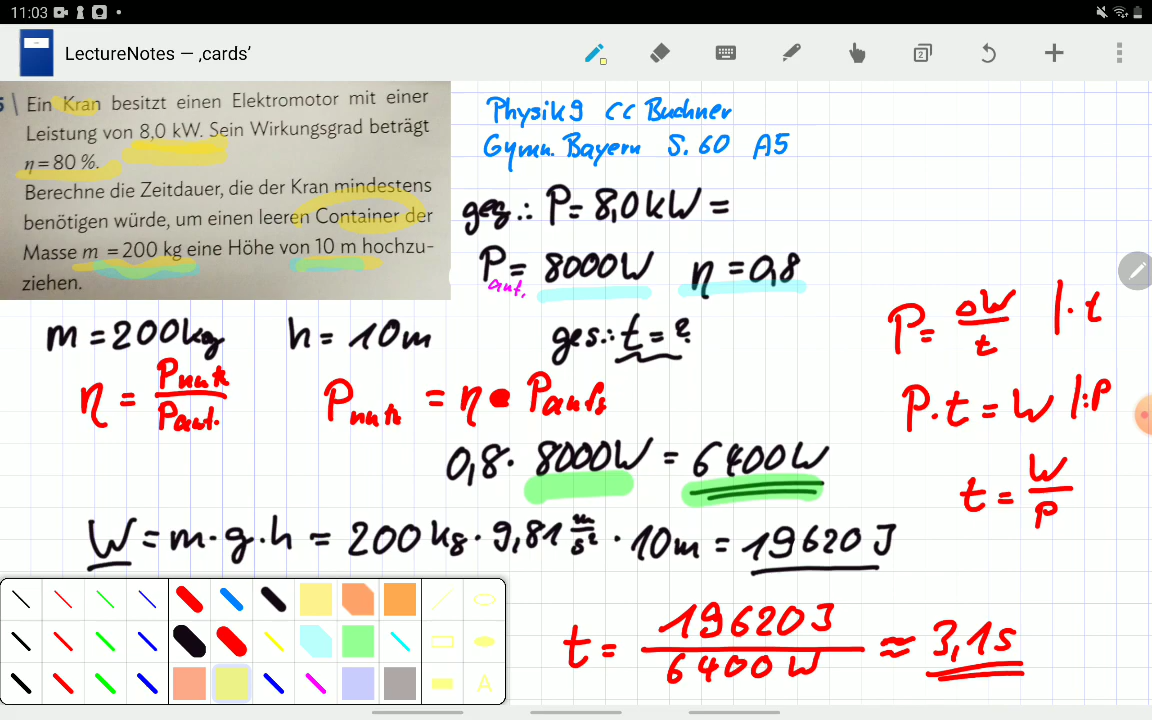 11:03
LectureNotes – ‚cards‘
5 | Ein Kran besitzt einen Elektromotor mit einer
Leistung von 8,0 kW. Sein Wirkungsgrad beträgt
η = 80 %.
Berechne die Zeitdauer, die der Kran mindestens
benötigen würde, um einen leeren Container der
Masse m = 200 kg eine Höhe von 10 m hochzu-
ziehen.
Physik 9 CC Buchner
Gymn. Bayern S. 60 A5
geg.: P = 8,0 kW =
P auf. = 8000W η = 0,8
m = 200kg h = 10m ges.: t = ?
η = Pnutz / Pauf. Pnutz = η • Paufs
0,8 · 8000W = 6400W
W = m·g·h = 200kg · 9,81 m/s² · 10m = 19620 J
t = 19620J / 6400W ≈ 3,1s
P = ΔW / t |·t
P·t = W |:P
t = W / P
2
A